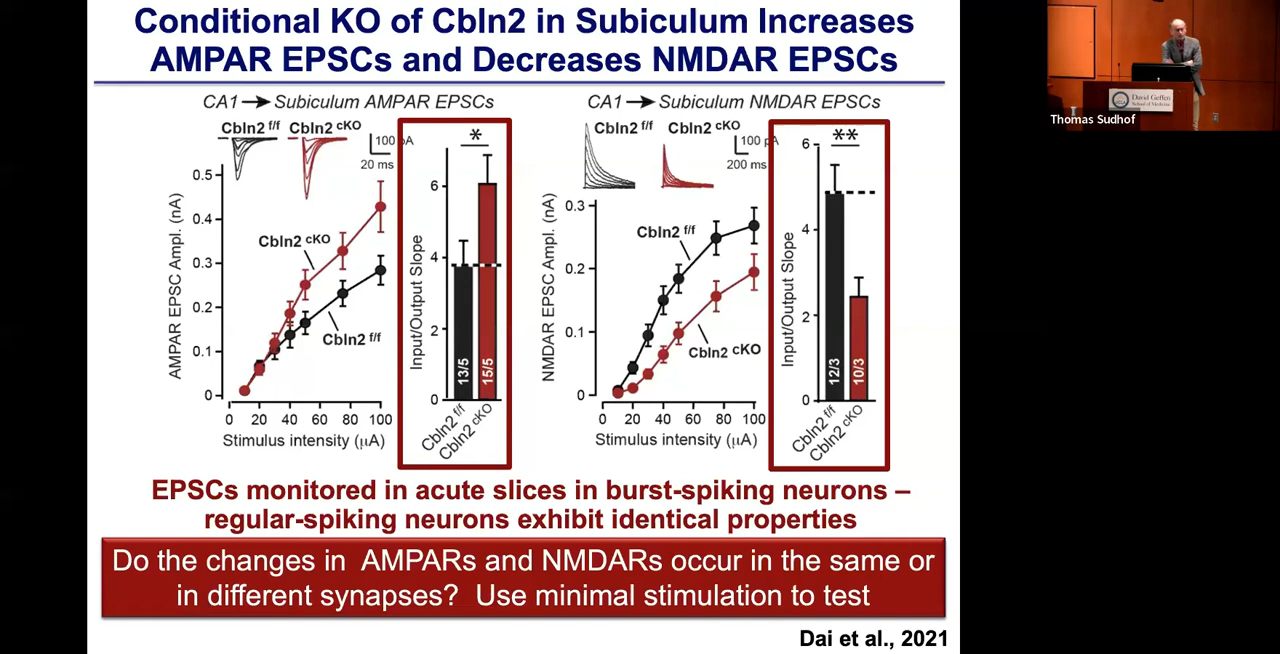 Conditional KO of Cbln2 in Subiculum Increases
AMPAR EPSCs and Decreases NMDAR EPSCs
CA1 → Subiculum AMPAR EPSCs
Cbln2 f/f
Cbln2 cKO
100 pA
20 ms
AMPAR EPSC Ampl. (nA)
0.5
0.4
0.3
0.2
0.1
0
Cbln2 cKO
Cbln2 f/f
0 20 40 60 80 100
Stimulus intensity (µA)
*
Input/Output Slope
6
4
2
0
13/5
15/5
Cbln2 f/f
Cbln2 cKO
CA1 → Subiculum NMDAR EPSCs
Cbln2 f/f
Cbln2 cKO
100 pA
200 ms
NMDAR EPSC Ampl. (nA)
0.3
0.2
0.1
0
Cbln2 f/f
Cbln2 cKO
0 20 40 60 80 100
Stimulus intensity (µA)
**
Input/Output Slope
6
4
2
0
12/3
10/3
Cbln2 f/f
Cbln2 cKO
EPSCs monitored in acute slices in burst-spiking neurons –
regular-spiking neurons exhibit identical properties
Do the changes in AMPARs and NMDARs occur in the same or
in different synapses? Use minimal stimulation to test
Dai et al., 2021
David Geffen
School of Medicine
Thomas Sudhof